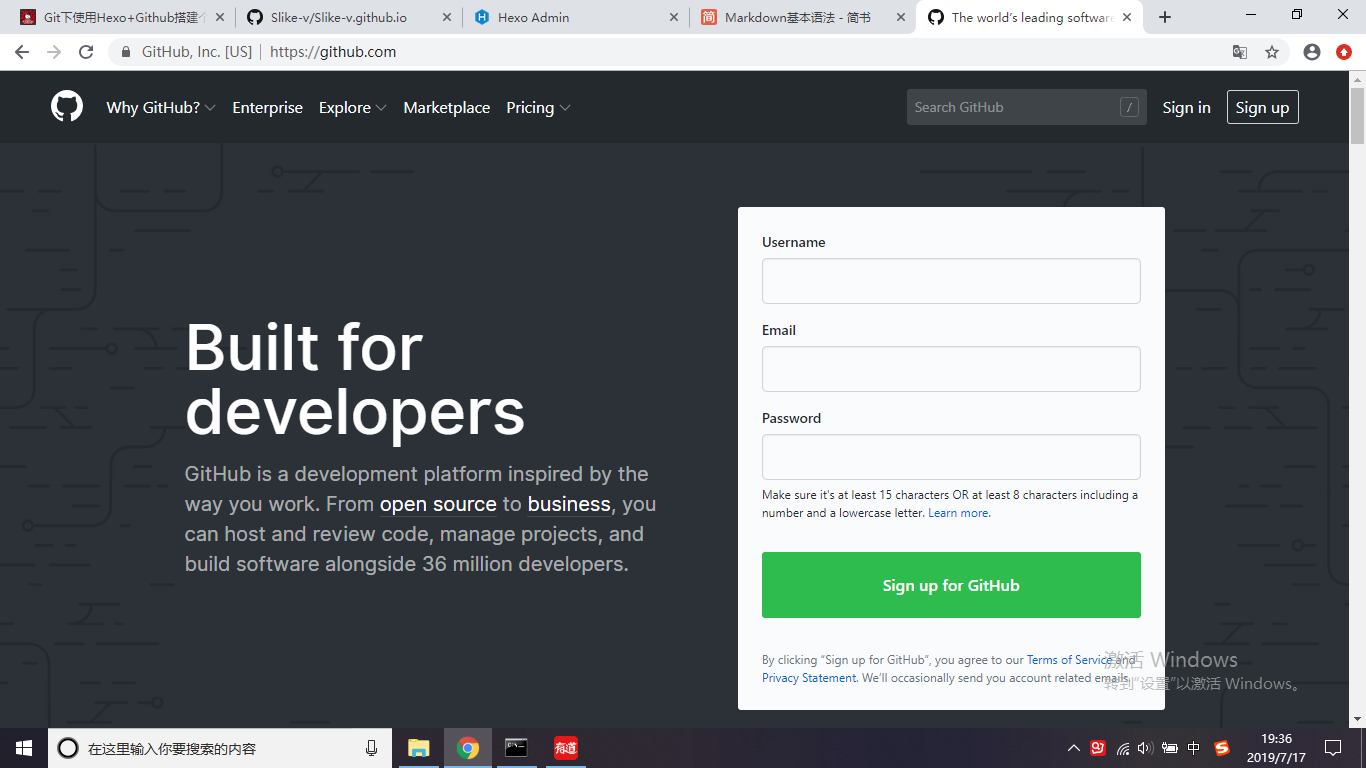 Git下使用Hexo+Github搭建
Slike-v/Slike-v.github.io
Hexo Admin
Markdown基本语法 - 简书
The world's leading software
GitHub, Inc. [US]
https://github.com
Why GitHub?
Enterprise
Explore
Marketplace
Pricing
Search GitHub
/
Sign in
Sign up
Built for
developers
GitHub is a development platform inspired by the
way you work. From open source to business, you
can host and review code, manage projects, and
build software alongside 36 million developers.
Username
Email
Password
Make sure it's at least 15 characters OR at least 8 characters including a
number and a lowercase letter. Learn more.
Sign up for GitHub
By clicking “Sign up for GitHub”, you agree to our Terms of Service and
Privacy Statement. We'll occasionally send you account related emails.
激活 Windows
转到"设置"以激活 Windows。
在这里输入你要搜索的内容
有道
中
19:36
2019/7/17